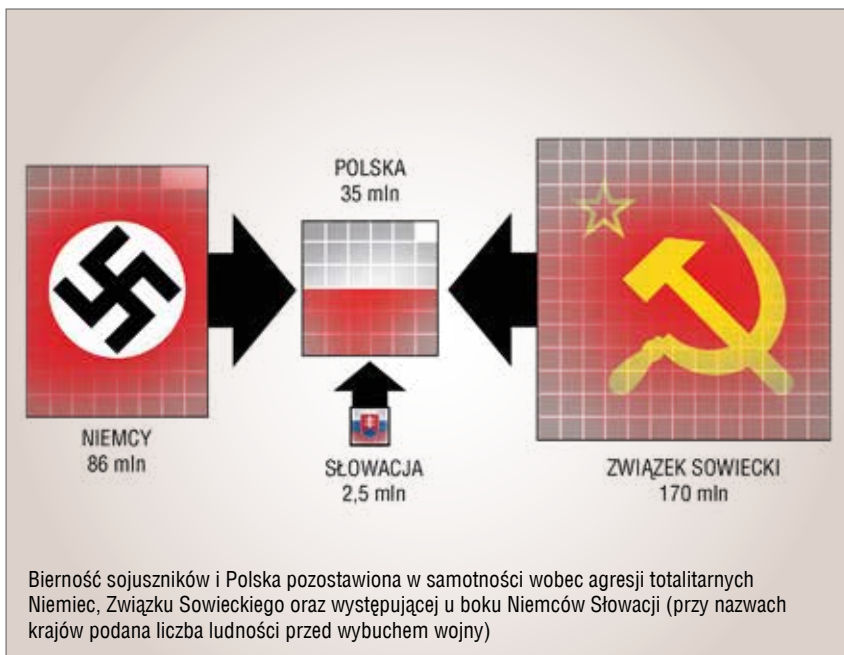 POLSKA
35 mln
NIEMCY
86 mln
SŁOWACJA
2,5 mln
ZWIĄZEK SOWIECKI
170 mln
Bierność sojuszników i Polska pozostawiona w samotności wobec agresji totalitarnych
Niemiec, Związku Sowieckiego oraz występującej u boku Niemców Słowacji (przy nazwach
krajów podana liczba ludności przed wybuchem wojny)